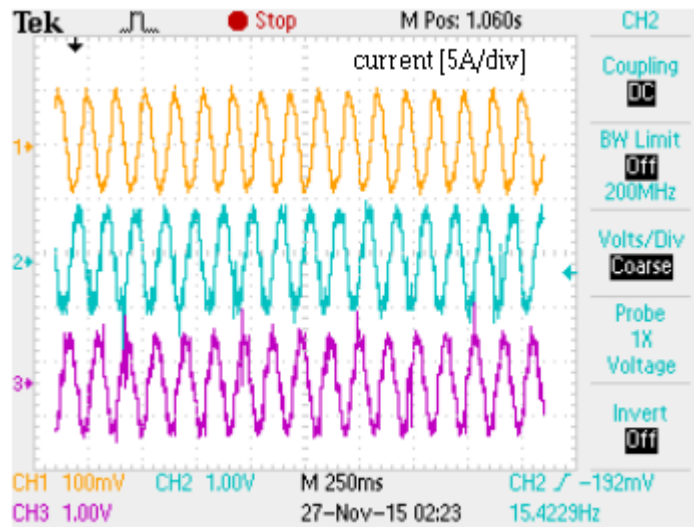 Tek Stop M Pos: 1.060s CH2
current [5A/div]
Coupling
DC
1
BW Limit
Off
200MHz
2
Volts/Div
Coarse
Probe
1X
Voltage
3
Invert
Off
CH1 100mV CH2 1.00V M 250ms CH2 -192mV
CH3 1.00V 27-Nov-15 02:23 15.4229Hz